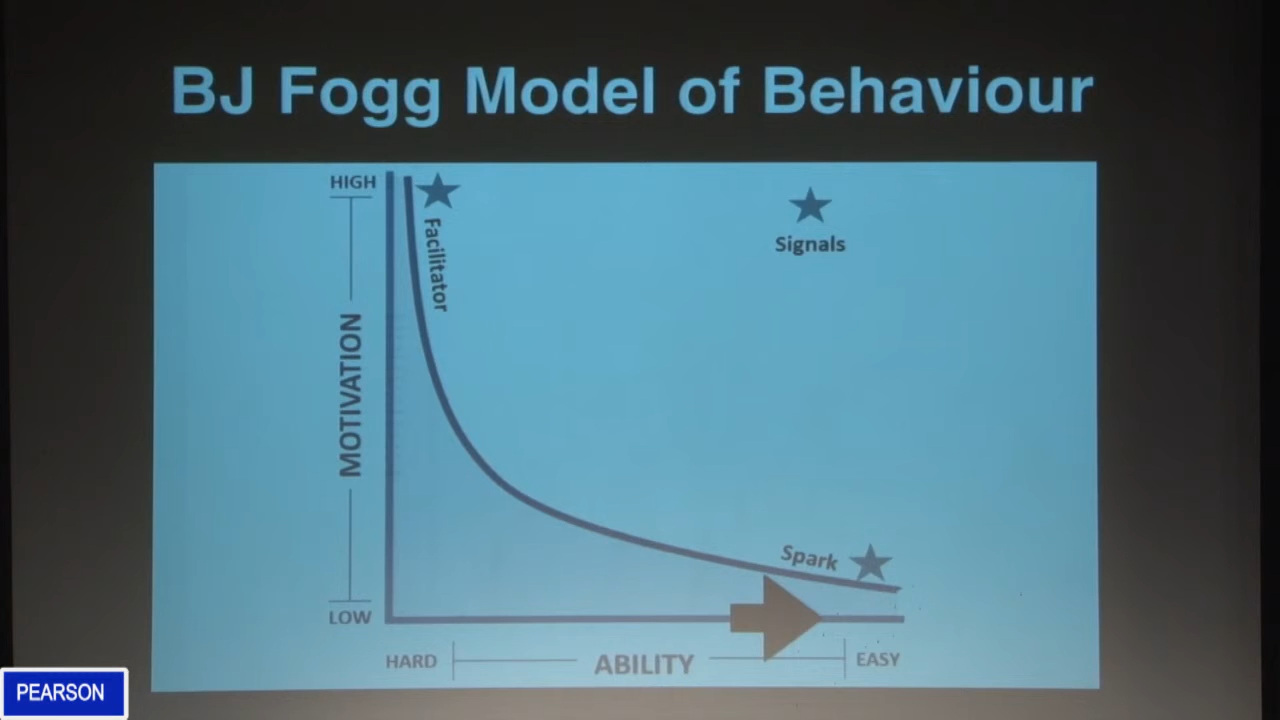 BJ Fogg Model of Behaviour
HIGH
Facilitator
Signals
MOTIVATION
Spark
LOW
HARD
ABILITY
EASY
PEARSON